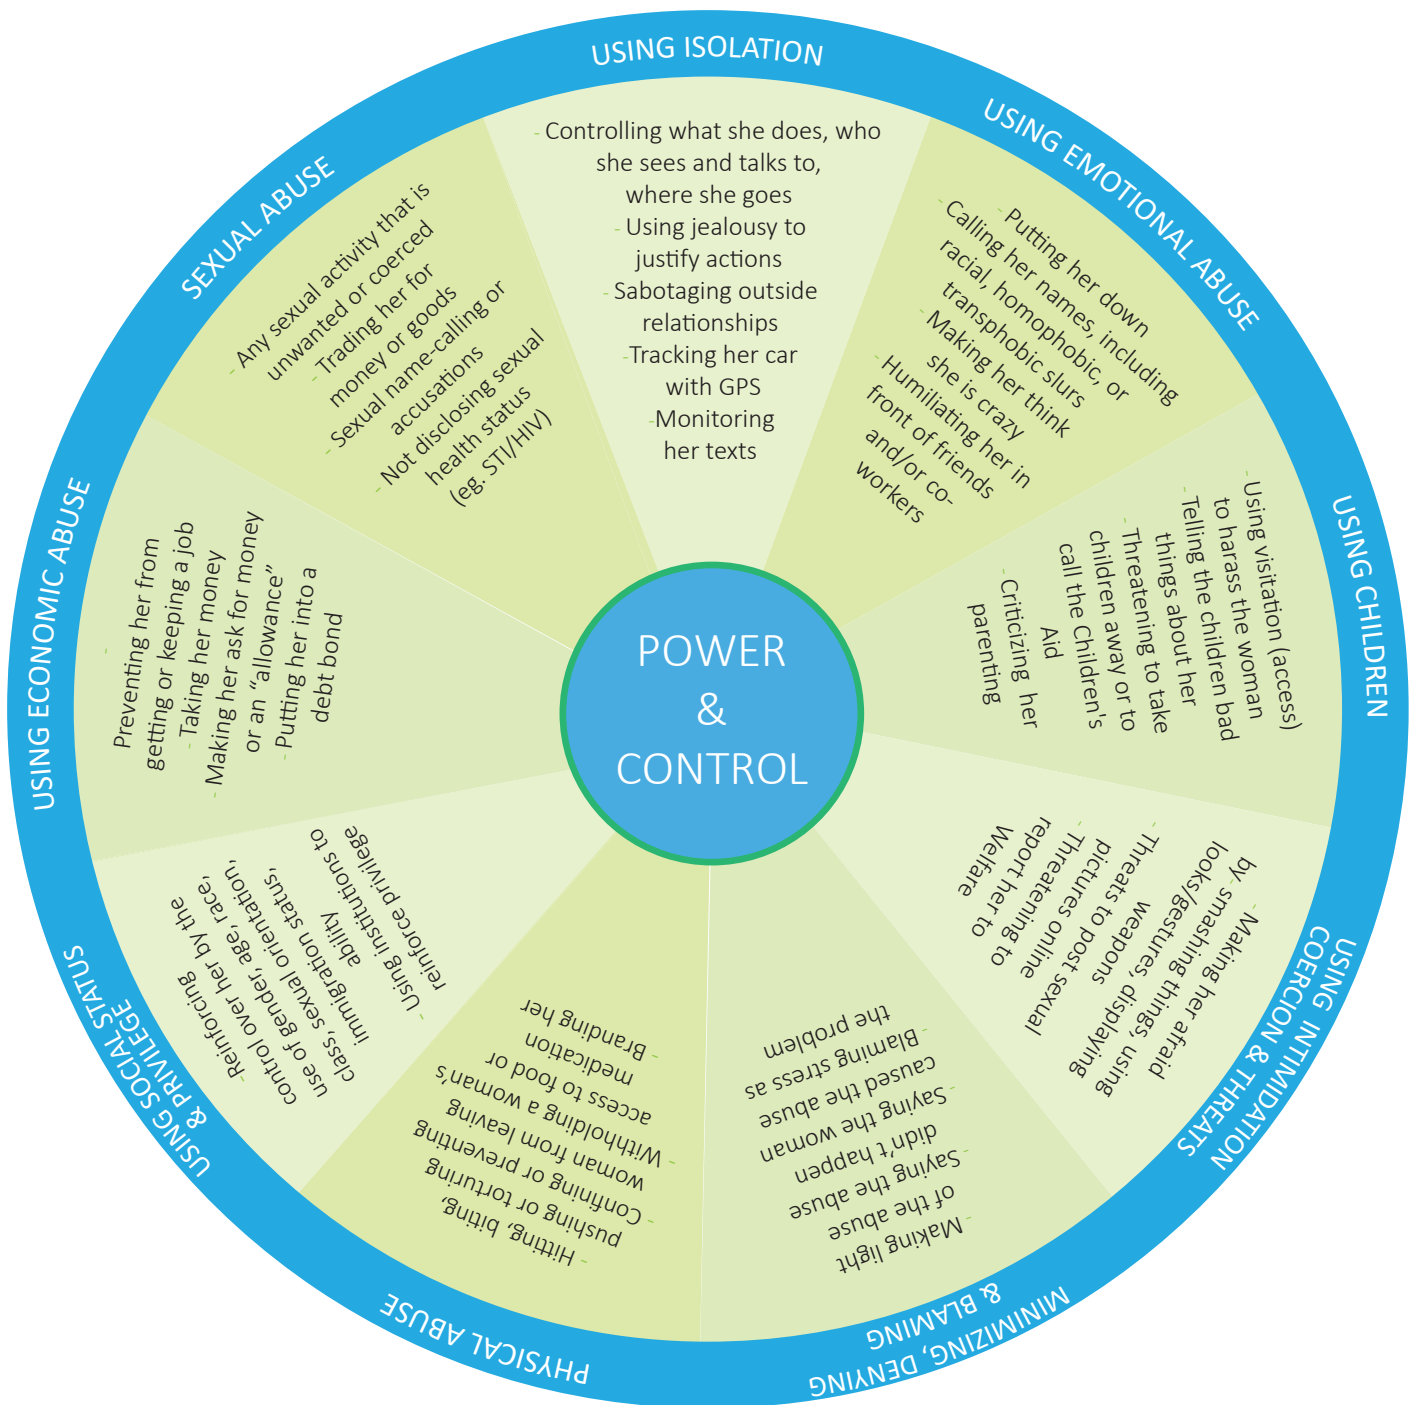 USING ISOLATION
- Controlling what she does, who
she sees and talks to,
where she goes
- Using jealousy to
justify actions
- Sabotaging outside
relationships
-Tracking her car
with GPS
-Monitoring
her texts
USING EMOTIONAL ABUSE
- Putting her down
- Calling her names, including
racial, homophobic, or
transphobic slurs
- Making her think
she is crazy
- Humiliating her in
front of friends
and/or co-
workers
USING CHILDREN
- Using visitation (access)
to harass the woman
- Telling the children bad
things about her
- Threatening to take
children away or to
call the Children's
Aid
- Criticizing her
parenting
USING INTIMIDATION
COERCION & THREATS
- Making her afraid
by smashing things, using
looks/gestures, displaying
weapons
- Threats to post sexual
pictures online
- Threatening to
report her to
Welfare
MINIMIZING, DENYING
& BLAMING
- Making light
of the abuse
- Saying the abuse
didn't happen
- Saying the woman
caused the abuse
- Blaming stress as
the problem
PHYSICAL ABUSE
- Hitting, biting,
pushing or torturing
- Confining or preventing
woman from leaving
- Withholding a woman's
access to food or
medication
- Branding her
USING SOCIAL STATUS
& PRIVILEGE
-Reinforcing
control over her by the
use of gender, age, race,
class, sexual orientation,
immigration status,
ability
- Using institutions to
reinforce privilege
USING ECONOMIC ABUSE
- Preventing her from
getting or keeping a job
- Taking her money
- Making her ask for money
or an “allowance”
- Putting her into a
debt bond
SEXUAL ABUSE
- Any sexual activity that is
unwanted or coerced
- Trading her for
money or goods
- Sexual name-calling or
accusations
- Not disclosing sexual
health status
(eg. STI/HIV)
POWER
&
CONTROL